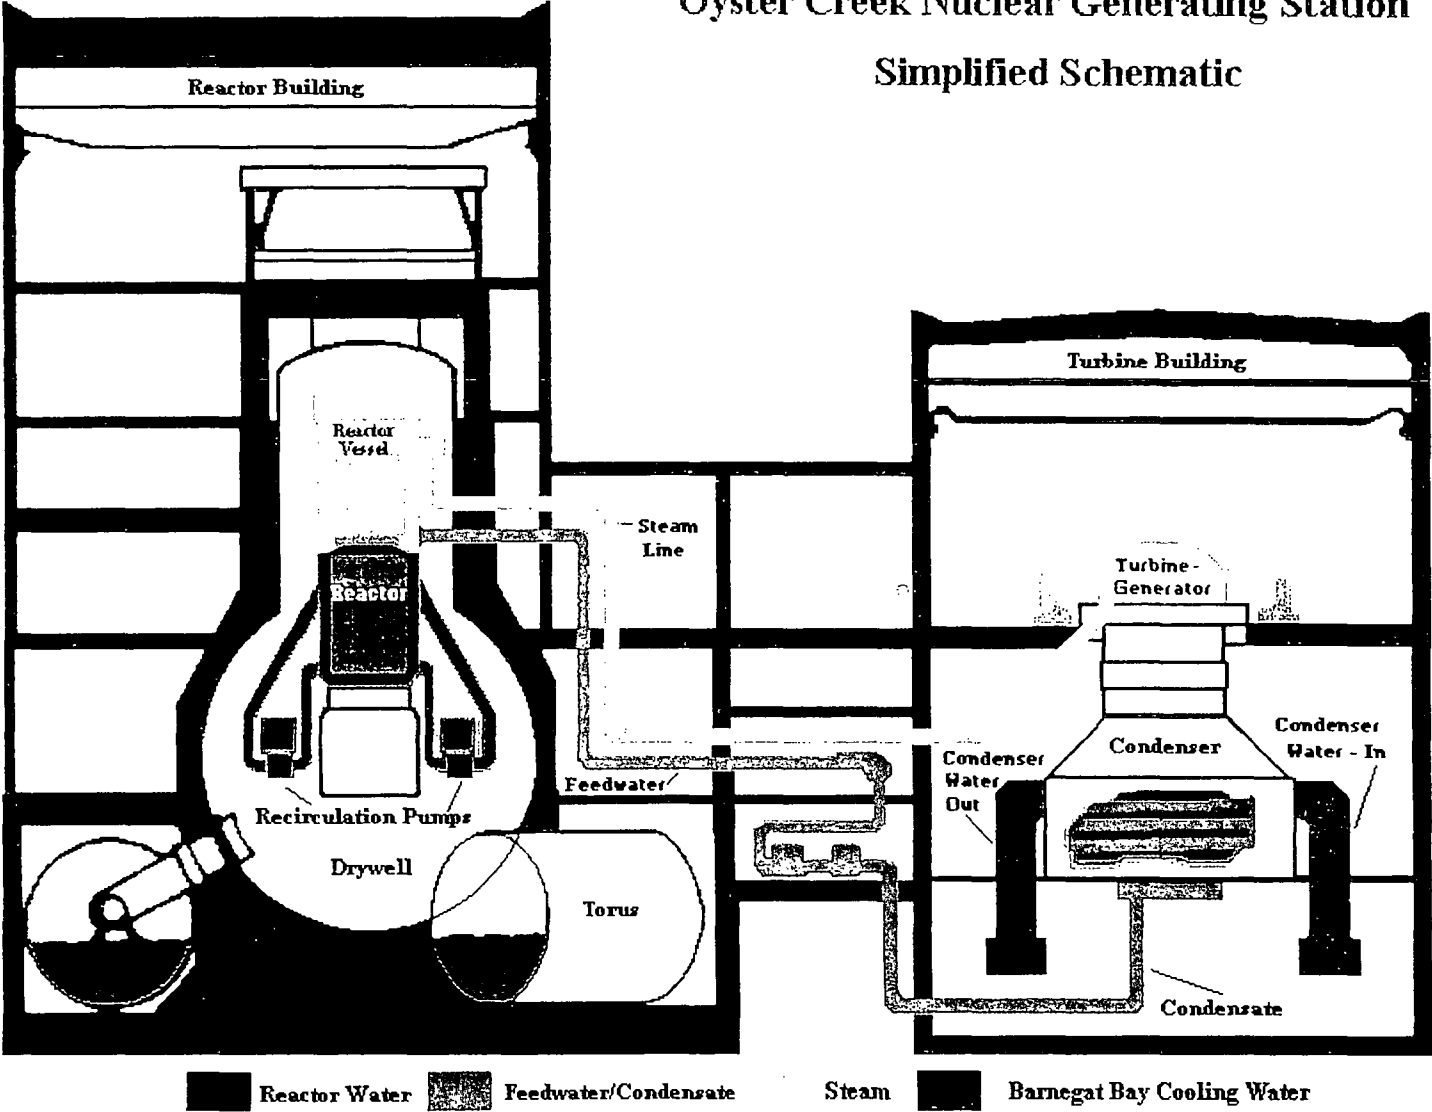 Oyster Creek Nuclear Generating Station
Simplified Schematic
Reactor Building
Turbine Building
Reactor
Vessel
Steam
Line
Turbine-
Generator
Reactor
Condenser
Water - In
Condenser
Condenser
Water
Out
Feedwater
Recirculation Pumps
Drywell
Torus
Condensate
Reactor Water
Feedwater/Condensate
Steam
Barnegat Bay Cooling Water